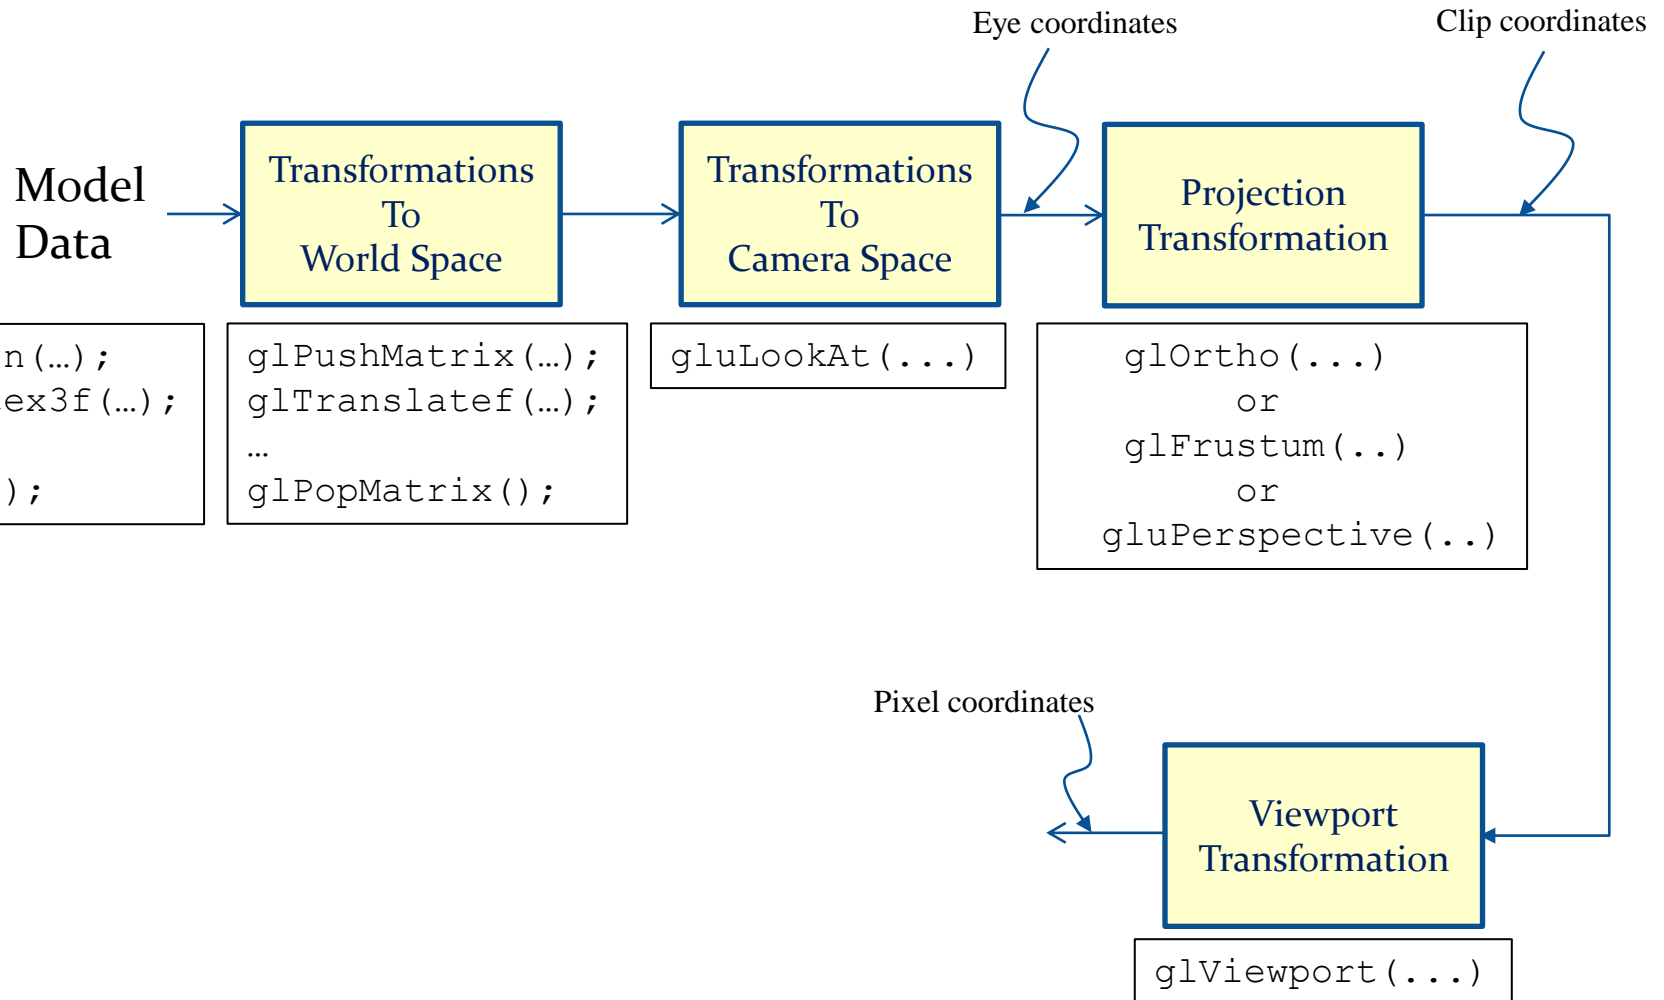 Eye coordinates
Clip coordinates
Model
Data
Transformations
To
World Space
Transformations
To
Camera Space
Projection
Transformation
n(…);
ex3f(…);
);
glPushMatrix(…);
glTranslatef(…);
…
glPopMatrix();
gluLookAt(...)
glOrtho(...)
or
glFrustum(..)
or
gluPerspective(..)
Pixel coordinates
Viewport
Transformation
glViewport(...)